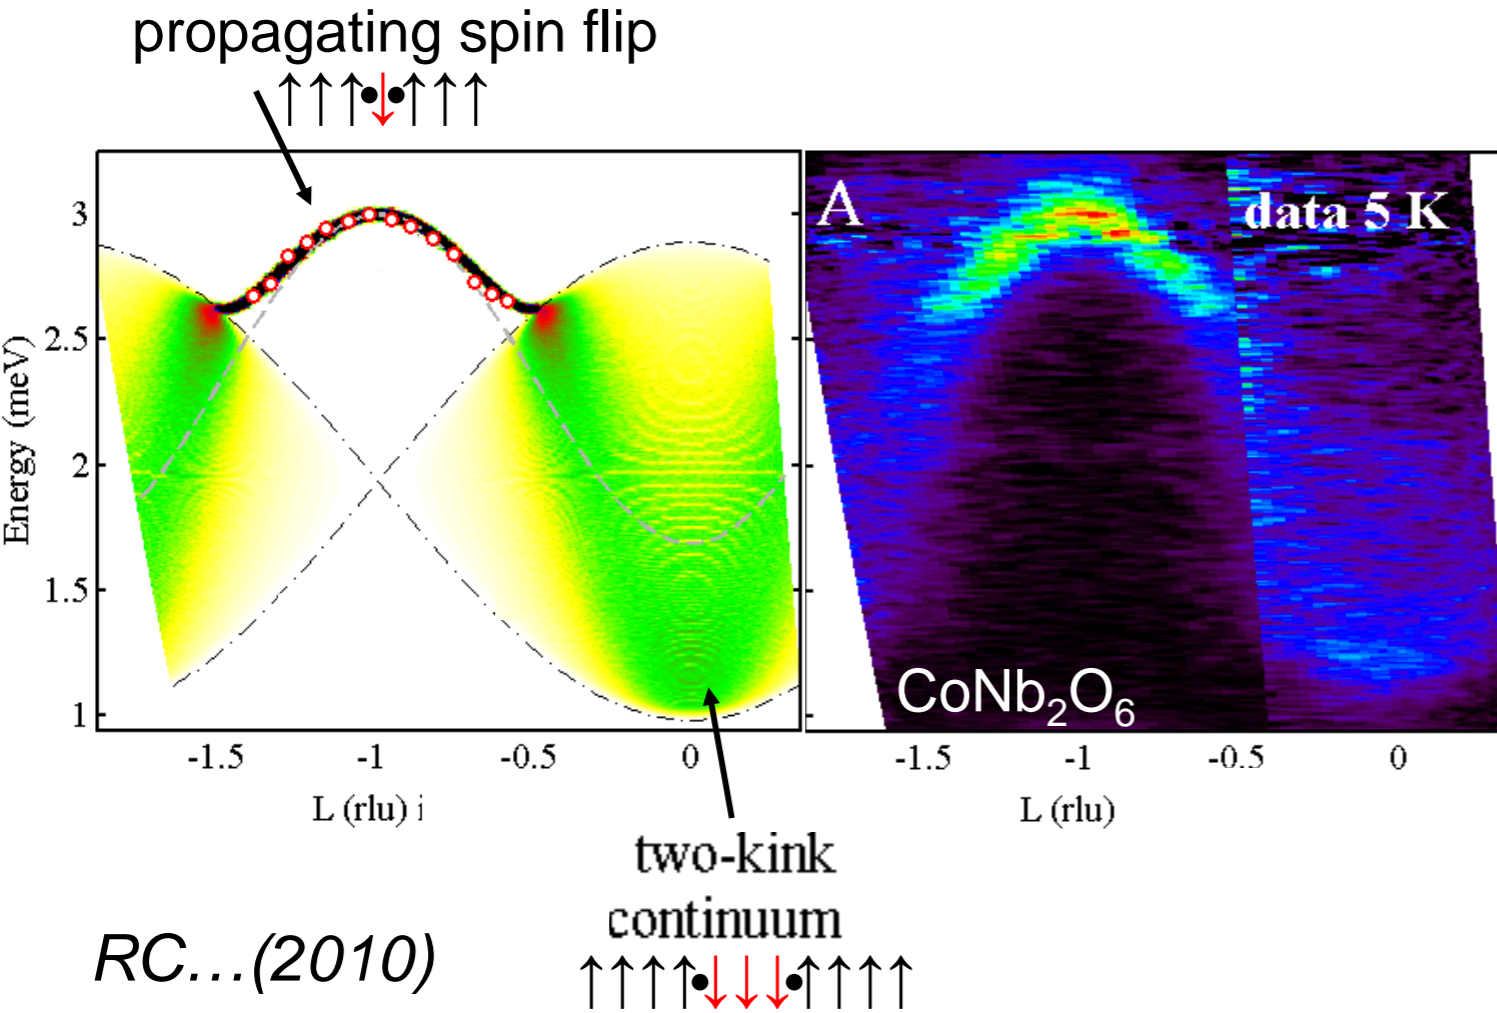 propagating spin flip
↑↑↑•↓•↑↑↑
A
data 5 K
CoNb₂O₆
Energy (meV)
3
2.5
2
1.5
1
-1.5 -1 -0.5 0
L (rlu) i
-1.5 -1 -0.5 0
L (rlu)
two-kink
continuum
↑↑↑↑•↓↓↓•↑↑↑↑
RC...(2010)